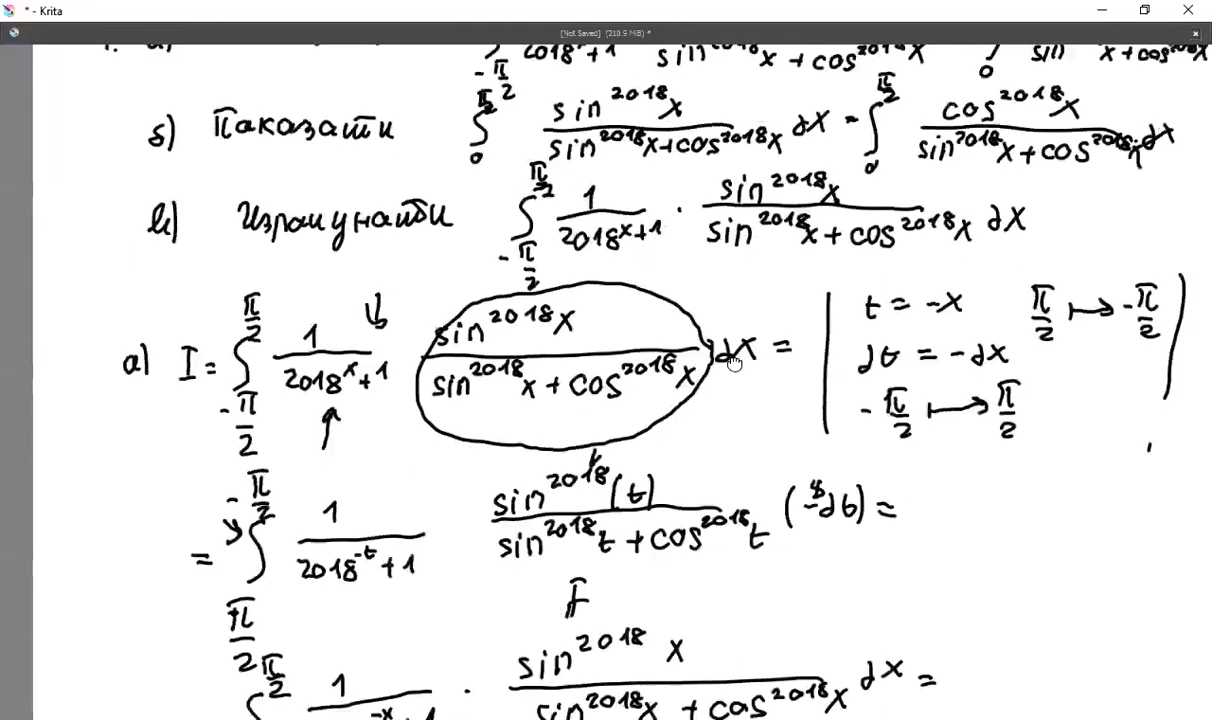 * - Krita
[Not Saved] (210.9 MiB) *
2018 +1 sin²⁰¹⁸x + cos²⁰¹⁸x
б) Показати ∫₀^(π/2) sin²⁰¹⁸x / (sin²⁰¹⁸x + cos²⁰¹⁸x) dx = ∫₀^(π/2) cos²⁰¹⁸x / (sin²⁰¹⁸x + cos²⁰¹⁸x) dx
∫_(-π/2)^(π/2) 1 / (2018ˣ+1) · sin²⁰¹⁸x / (sin²⁰¹⁸x + cos²⁰¹⁸x) dx
а) I = ∫_(-π/2)^(π/2) 1 / (2018ˣ+1) sin²⁰¹⁸x / (sin²⁰¹⁸x + cos²⁰¹⁸x) dx =
| t = -x π/2 ↦ -π/2
dt = -dx
-π/2 ↦ π/2 |
= ∫_(π/2)^(-π/2) 1 / (2018⁻ᵗ+1) sin²⁰¹⁸(t) / (sin²⁰¹⁸t + cos²⁰¹⁸t) (-dt) =
∫^(π/2) 1 / · sin²⁰¹⁸x / (sin²⁰¹⁸x + cos²⁰¹⁸x) dx =